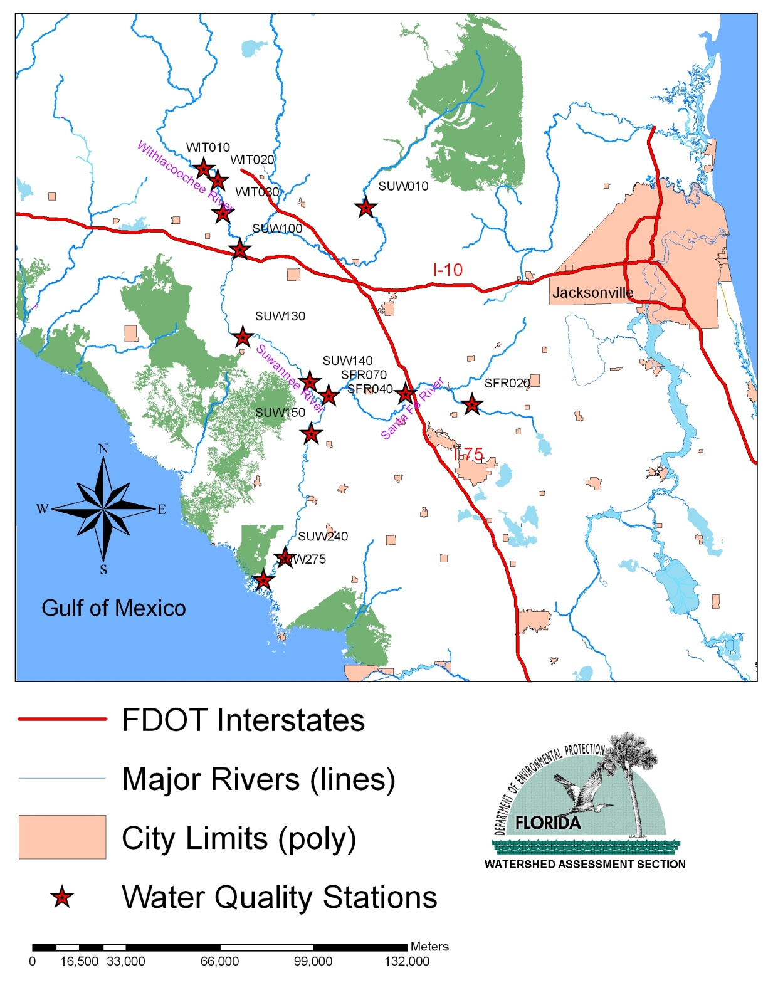 WIT010
WIT020
Withlacoochee River
WIT030
SUW010
SUW100
I-10
Jacksonville
SUW130
Suwannee River
SUW140
SFR070
SFR040
SFR020
Santa Fe River
SUW150
I-75
N
W
E
S
SUW240
SUW275
Gulf of Mexico
FDOT Interstates
Major Rivers (lines)
City Limits (poly)
Water Quality Stations
DEPARTMENT OF ENVIRONMENTAL PROTECTION
FLORIDA
WATERSHED ASSESSMENT SECTION
Meters
0 16,500 33,000 66,000 99,000 132,000